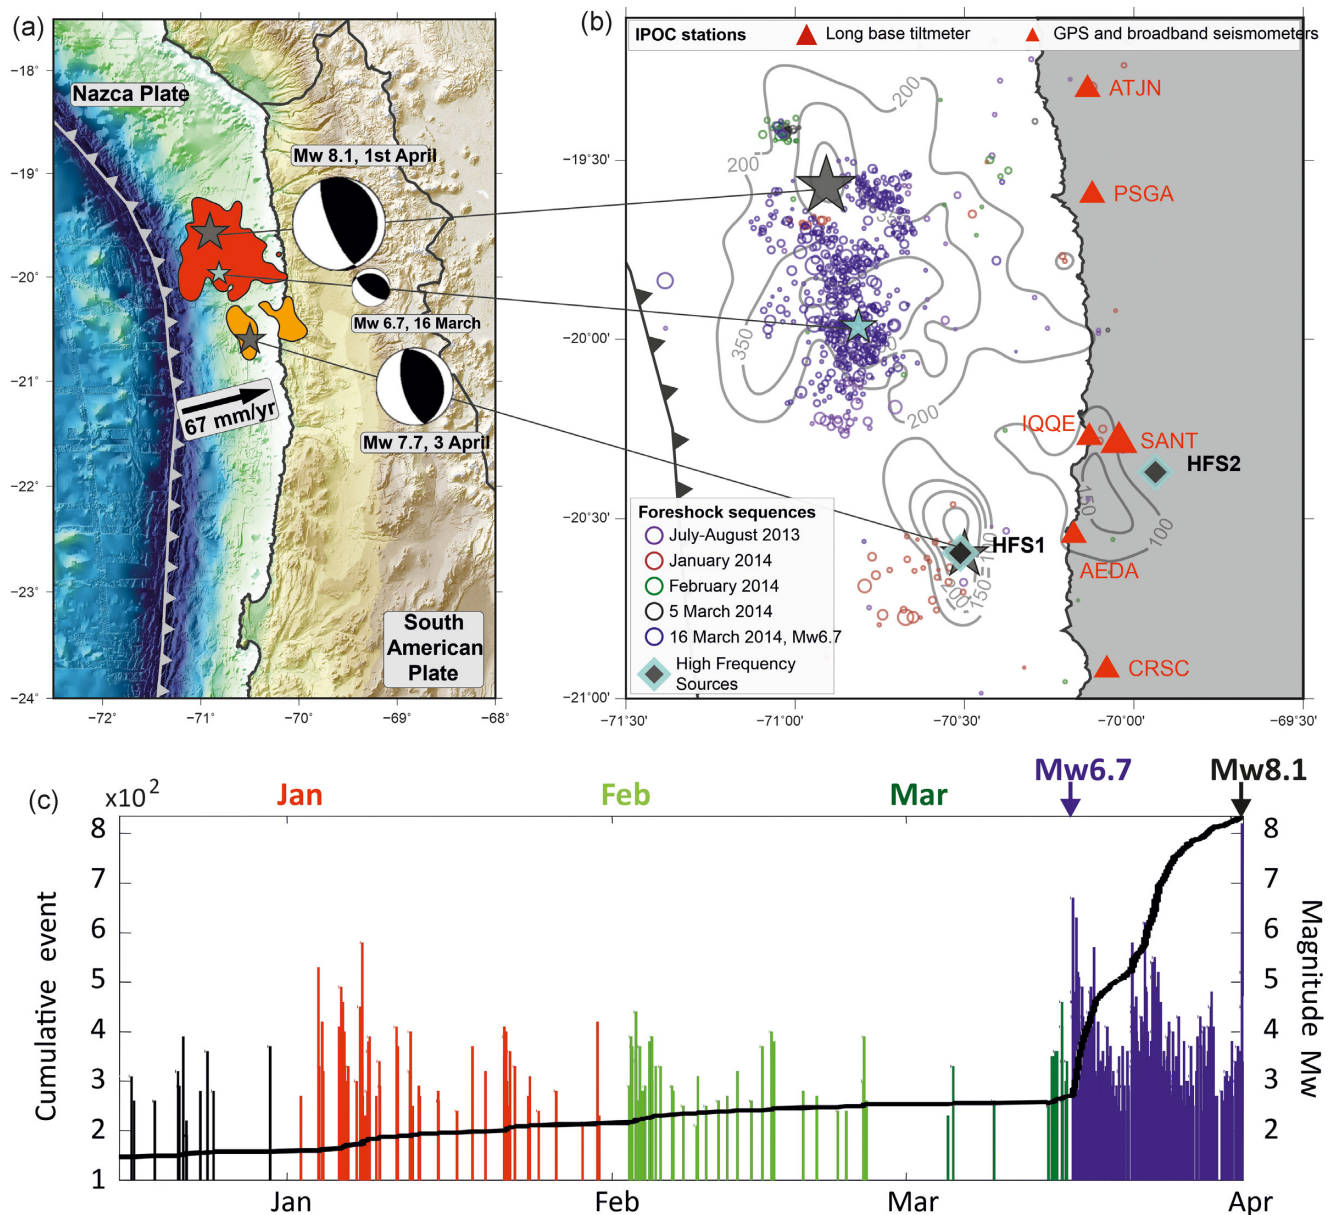 (a)
−18°
−19°
−20°
−21°
−22°
−23°
−24°
−72°
−71°
−70°
−69°
−68°
Nazca Plate
Mw 8.1, 1st April
Mw 6.7, 16 March
Mw 7.7, 3 April
67 mm/yr
South
American
Plate
(b)
IPOC stations
Long base tiltmeter
GPS and broadband seismometers
−19°30'
−20°00'
−20°30'
−21°00'
−71°30'
−71°00'
−70°30'
−70°00'
−69°30'
200
200
350
350
200
200
150
150
100
ATJN
PSGA
IQQE
SANT
HFS2
HFS1
AEDA
CRSC
Foreshock sequences
July-August 2013
January 2014
February 2014
5 March 2014
16 March 2014, Mw6.7
High Frequency
Sources
(c)
x10²
Jan
Feb
Mar
Mw6.7
Mw8.1
8
7
6
5
4
3
2
1
Cumulative event
8
7
6
5
4
3
2
Magnitude Mw
Jan
Feb
Mar
Apr